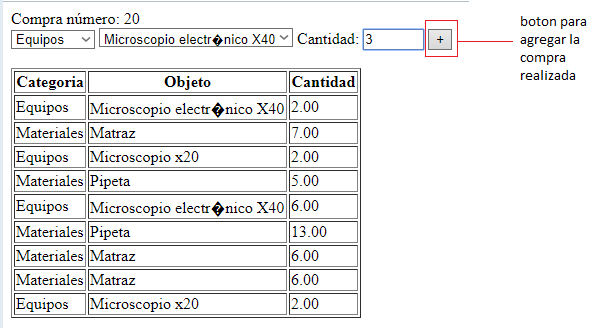 Compra número: 20
Equipos Microscopio electr�nico X40 Cantidad: 3 +
boton para
agregar la
compra
realizada
Categoria Objeto Cantidad
Equipos Microscopio electr�nico X40 2.00
Materiales Matraz 7.00
Equipos Microscopio x20 2.00
Materiales Pipeta 5.00
Equipos Microscopio electr�nico X40 6.00
Materiales Pipeta 13.00
Materiales Matraz 6.00
Materiales Matraz 6.00
Equipos Microscopio x20 2.00